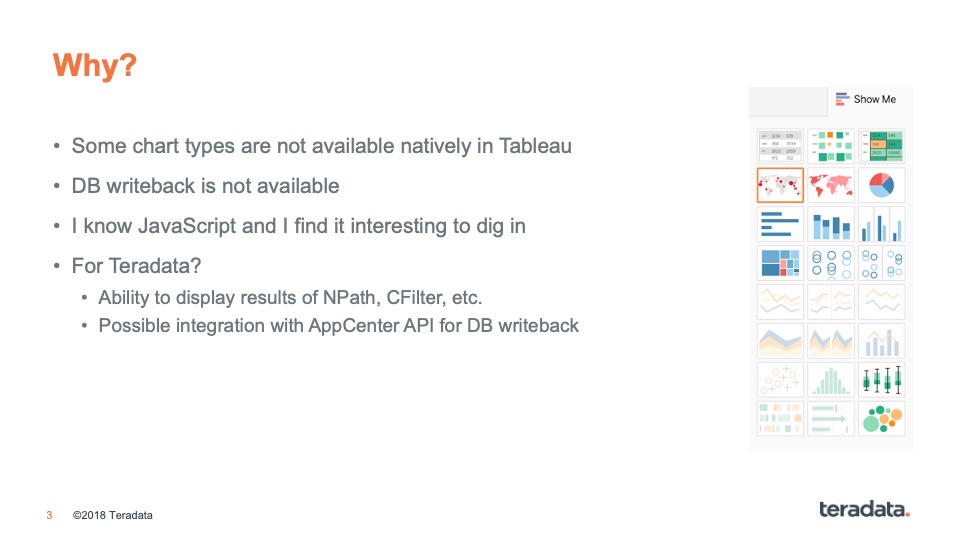 Why?
• Some chart types are not available natively in Tableau
• DB writeback is not available
• I know JavaScript and I find it interesting to dig in
• For Teradata?
• Ability to display results of NPath, CFilter, etc.
• Possible integration with AppCenter API for DB writeback
Show Me
3 ©2018 Teradata
teradata.